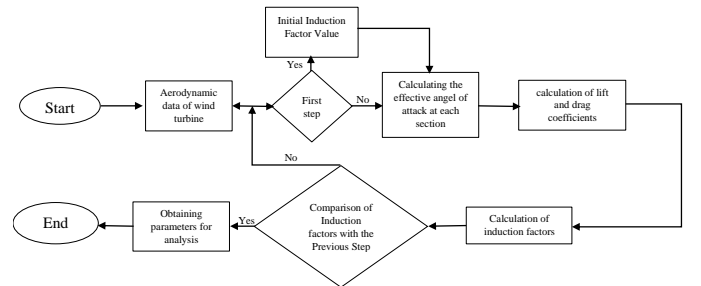 Initial Induction
Factor Value
Yes
Start
Aerodynamic
data of wind
turbine
First
step
No
Calculating the
effective angel of
attack at each
section
calculation of lift
and drag
coefficients
No
End
Obtaining
parameters for
analysis
Yes
Comparison of
Induction
factors with the
Previous Step
Calculation of
induction factors